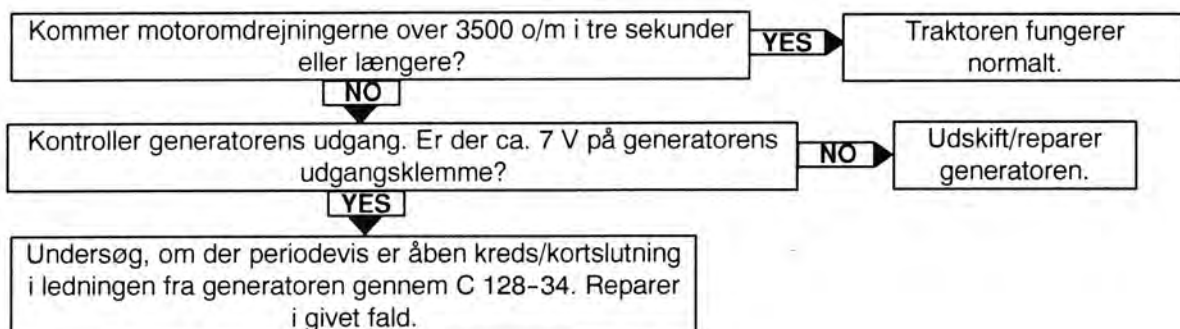 Kommer motoromdrejningerne over 3500 o/m i tre sekunder
eller længere?
YES
Traktoren fungerer
normalt.
NO
Kontroller generatorens udgang. Er der ca. 7 V på generatorens
udgangsklemme?
NO
Udskift/reparer
generatoren.
YES
Undersøg, om der periodevis er åben kreds/kortslutning
i ledningen fra generatoren gennem C 128-34. Reparer
i givet fald.